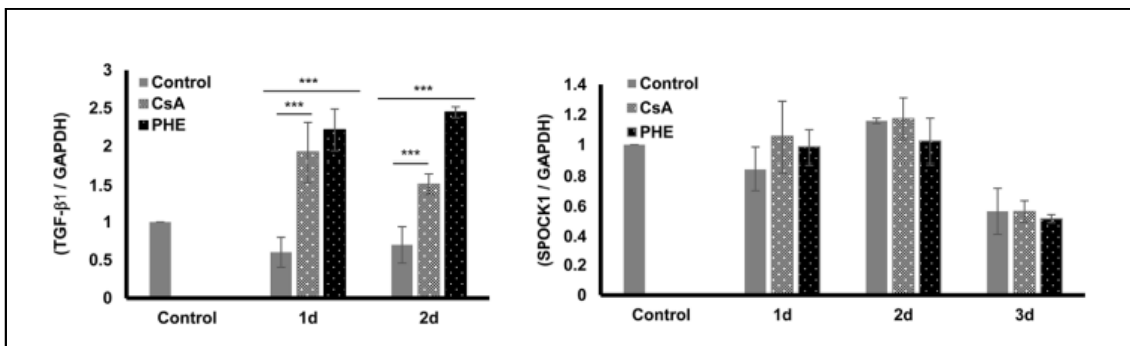 (TGF-β1 / GAPDH)
3
2.5
2
1.5
1
0.5
0
Control
CsA
PHE
***
***
***
***
Control 1d 2d
(SPOCK1 / GAPDH)
1.4
1.2
1
0.8
0.6
0.4
0.2
0
Control
CsA
PHE
Control 1d 2d 3d